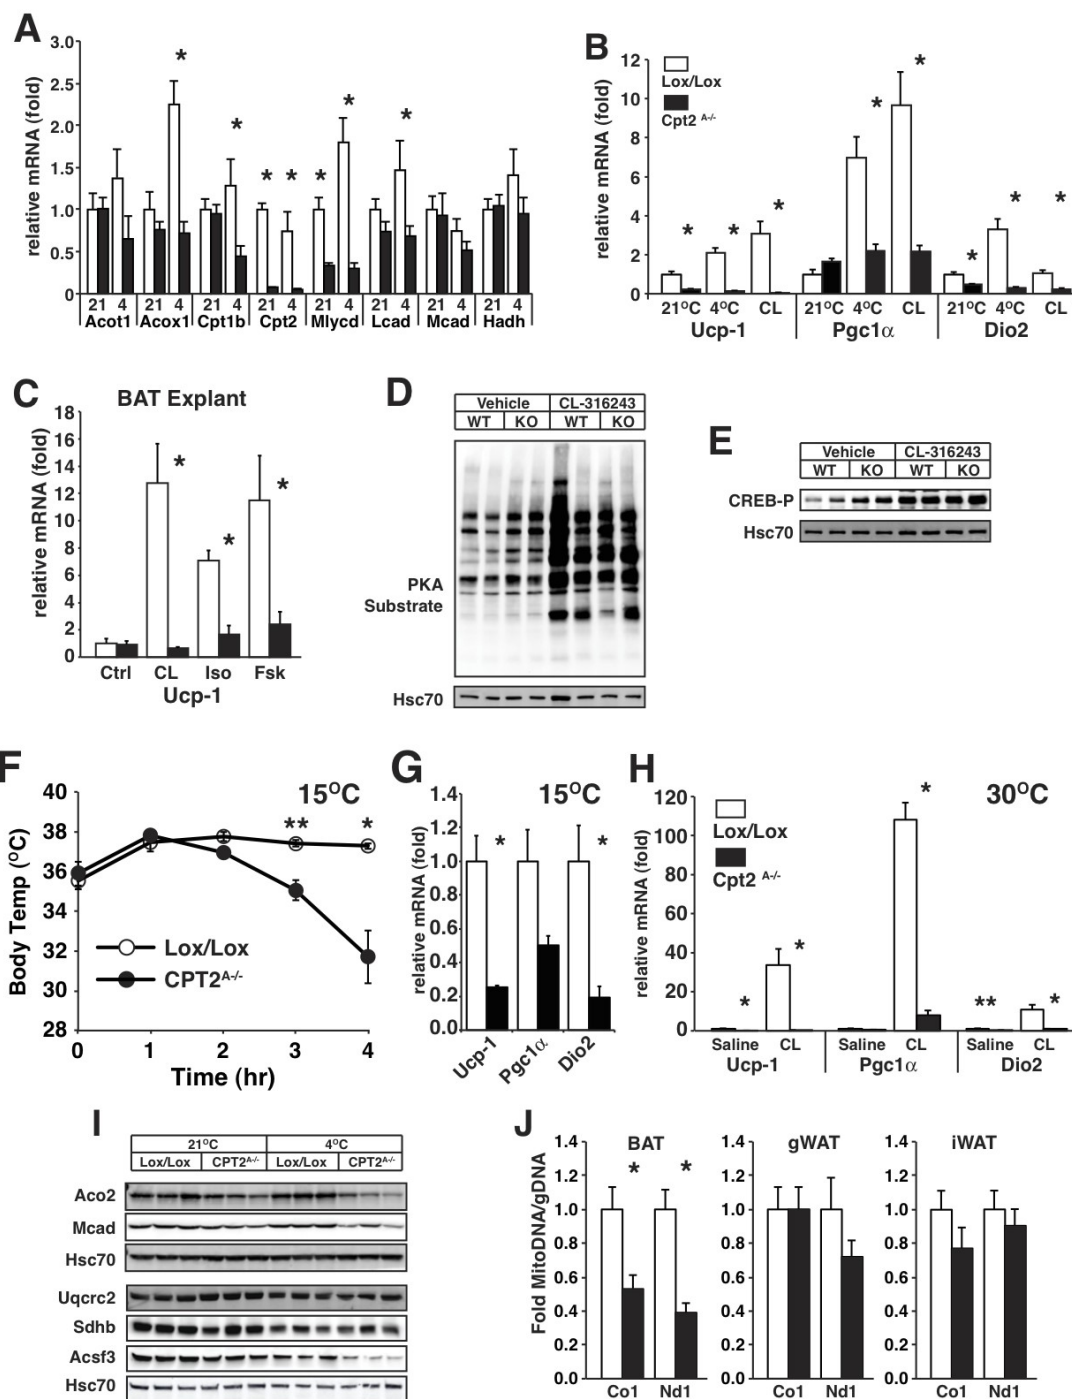 A
relative mRNA (fold)
3.0
2.5
2.0
1.5
1.0
0.5
0
* * * * * * *
21 4 21 4 21 4 21 4 21 4 21 4 21 4 21 4
Acot1 Acox1 Cpt1b Cpt2 Mlycd Lcad Mcad Hadh
B
relative mRNA (fold)
12
10
8
6
4
2
0
Lox/Lox
Cpt2 A-/-
* * * * * * * *
21°C 4°C CL 21°C 4°C CL 21°C 4°C CL
Ucp-1 Pgc1α Dio2
C
BAT Explant
relative mRNA (fold)
18
16
14
12
10
8
6
4
2
0
* * *
Ctrl CL Iso Fsk
Ucp-1
D
Vehicle CL-316243
WT KO WT KO
PKA
Substrate
Hsc70
E
Vehicle CL-316243
WT KO WT KO
CREB-P
Hsc70
F
15°C
Body Temp (°C)
40
38
36
34
32
30
28
** *
Lox/Lox
CPT2A-/-
0 1 2 3 4
Time (hr)
G
15°C
relative mRNA (fold)
1.4
1.2
1.0
0.8
0.6
0.4
0.2
0.0
* *
Ucp-1 Pgc1α Dio2
H
30°C
relative mRNA (fold)
120
100
80
60
40
20
0
Lox/Lox
Cpt2 A-/-
* * * ** *
Saline CL Saline CL Saline CL
Ucp-1 Pgc1α Dio2
I
21°C 4°C
Lox/Lox CPT2A-/- Lox/Lox CPT2A-/-
Aco2
Mcad
Hsc70
Uqcrc2
Sdhb
Acsf3
Hsc70
J
Fold MitoDNA/gDNA
BAT
1.4
1.2
1.0
0.8
0.6
0.4
0.2
0.0
* *
Co1 Nd1
gWAT
1.4
1.2
1.0
0.8
0.6
0.4
0.2
0.0
Co1 Nd1
iWAT
1.4
1.2
1.0
0.8
0.6
0.4
0.2
0.0
Co1 Nd1